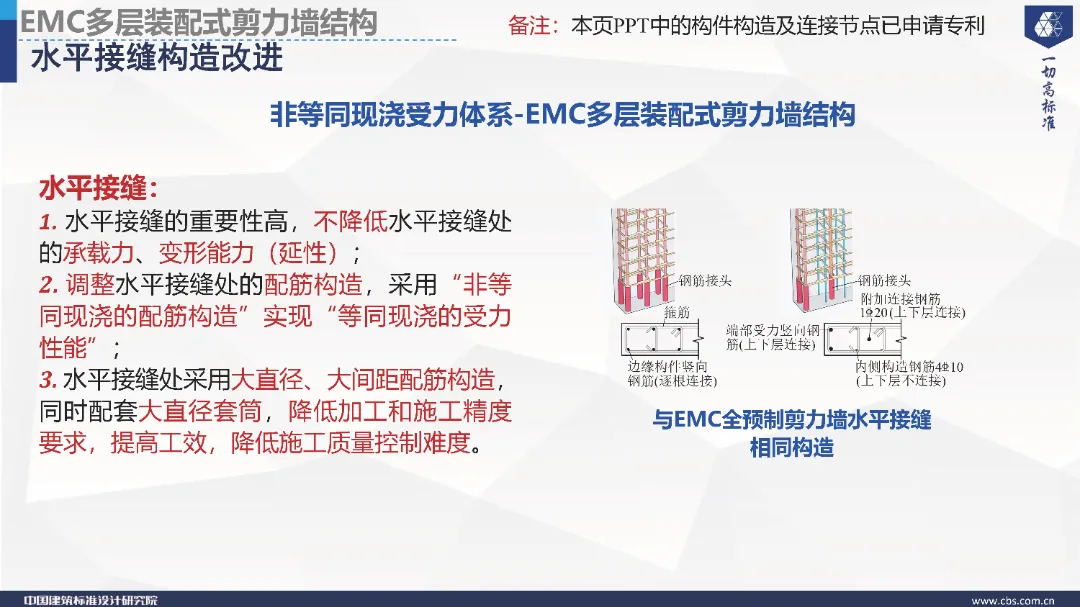 EMC多层装配式剪力墙结构
备注：本页PPT中的构件构造及连接节点已申请专利
水平接缝构造改进
一切高标准
非等同现浇受力体系-EMC多层装配式剪力墙结构
水平接缝：
1. 水平接缝的重要性高，不降低水平接缝处
的承载力、变形能力（延性）；
2. 调整水平接缝处的配筋构造，采用“非等
同现浇的配筋构造”实现“等同现浇的受力
性能”；
3. 水平接缝处采用大直径、大间距配筋构造，
同时配套大直径套筒，降低加工和施工精度
要求，提高工效，降低施工质量控制难度。
钢筋接头
箍筋
边缘构件竖向
钢筋(逐根连接)
钢筋接头
附加连接钢筋
1⌽20(上下层连接)
端部受力竖向钢
筋(上下层连接)
内侧构造钢筋4⌽10
(上下层不连接)
与EMC全预制剪力墙水平接缝
相同构造
中国建筑标准设计研究院
www.cbs.com.cn